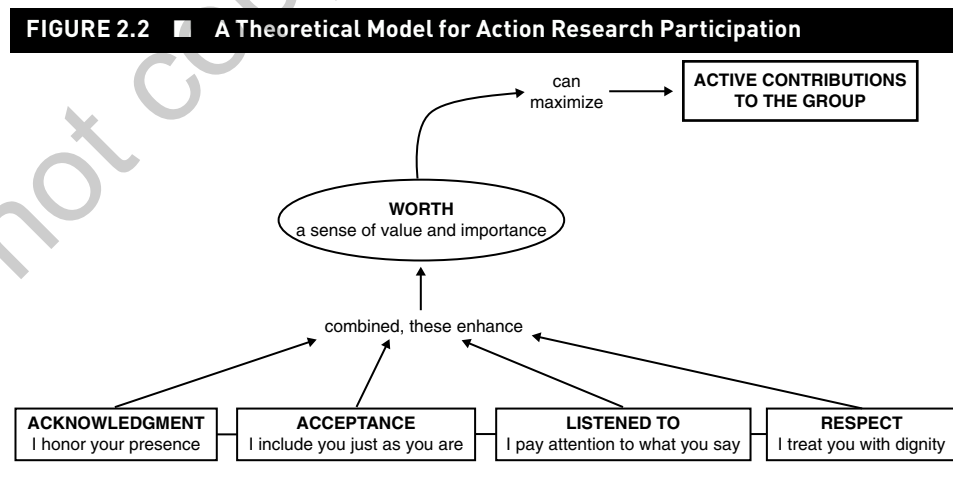 FIGURE 2.2 A Theoretical Model for Action Research Participation
can
maximize
ACTIVE CONTRIBUTIONS
TO THE GROUP
WORTH
a sense of value and importance
combined, these enhance
ACKNOWLEDGMENT
I honor your presence
ACCEPTANCE
I include you just as you are
LISTENED TO
I pay attention to what you say
RESPECT
I treat you with dignity
not